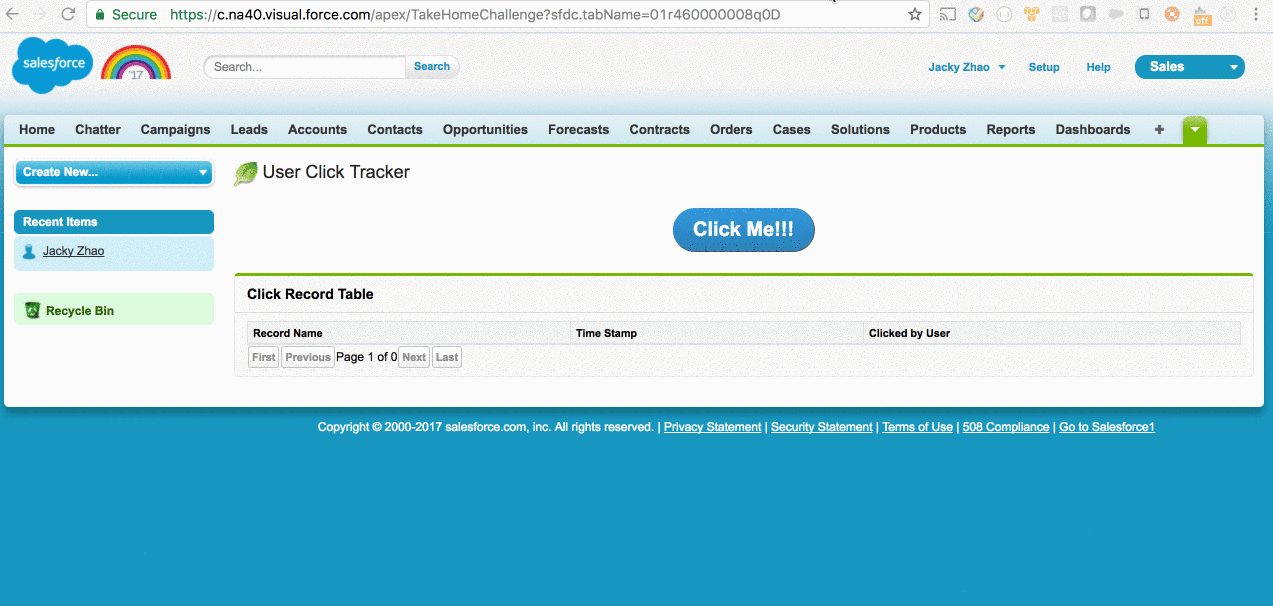 Secure https://c.na40.visual.force.com/apex/TakeHomeChallenge?sfdc.tabName=01r460000008q0D
off
salesforce '17 Search... Search Jacky Zhao Setup Help Sales
Home Chatter Campaigns Leads Accounts Contacts Opportunities Forecasts Contracts Orders Cases Solutions Products Reports Dashboards +
Create New... User Click Tracker
Recent Items Click Me!!!
Jacky Zhao
Click Record Table
Recycle Bin
Record Name Time Stamp Clicked by User
First Previous Page 1 of 0 Next Last
Copyright © 2000-2017 salesforce.com, inc. All rights reserved. | Privacy Statement | Security Statement | Terms of Use | 508 Compliance | Go to Salesforce1